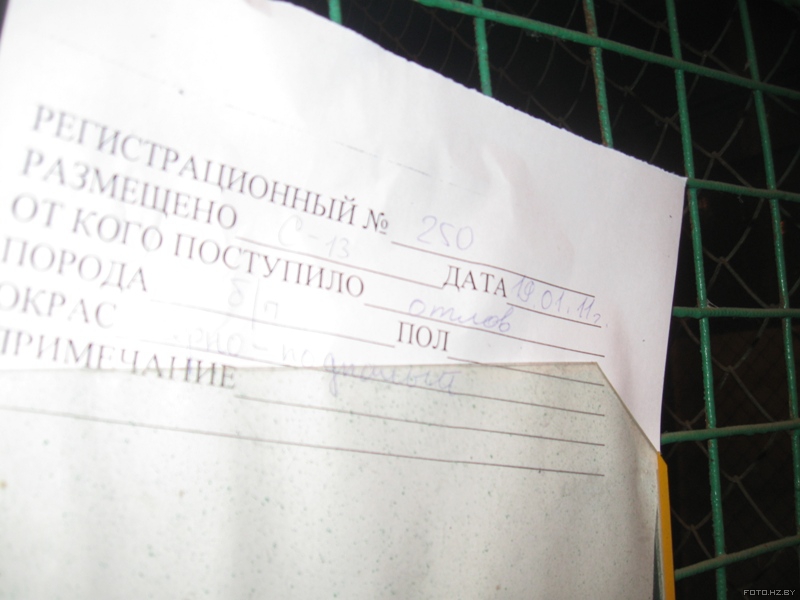 РЕГИСТРАЦИОННЫЙ № 250
РАЗМЕЩЕНО С-13 ДАТА 19.01.11г.
ОТ КОГО ПОСТУПИЛО отлов
ПОРОДА б/п ПОЛ
ОКРАС
ПРИМЕЧАНИЕ
FOTO.HZ.BY